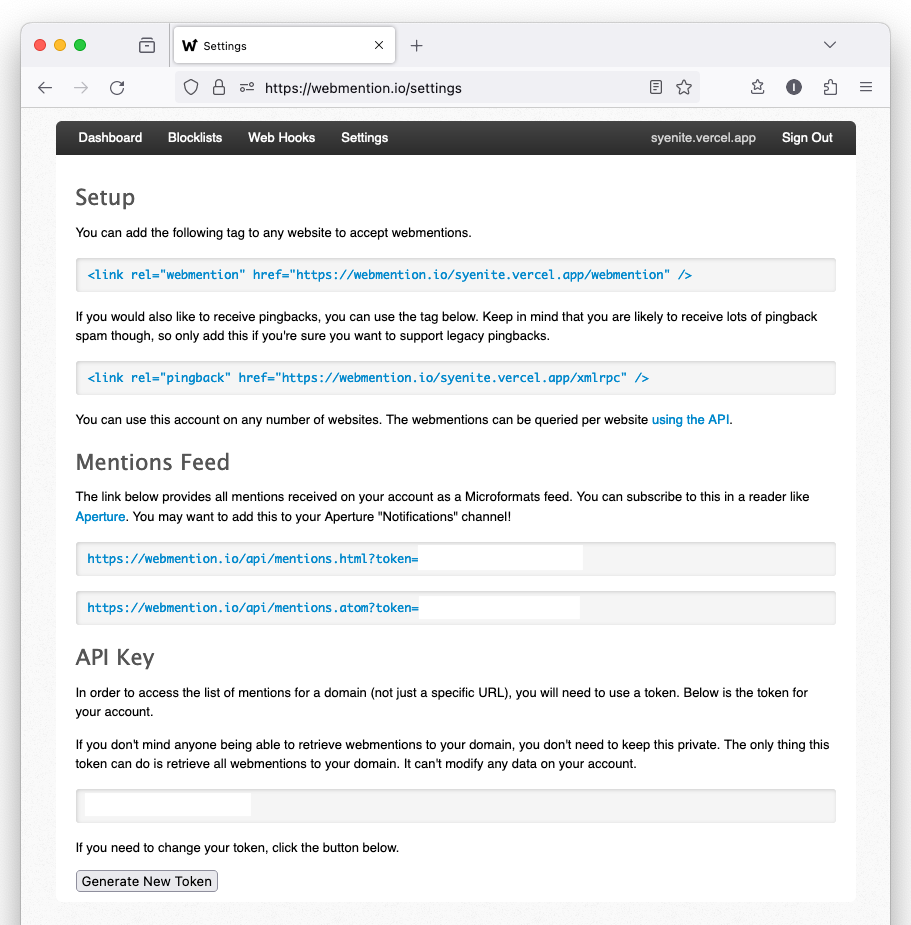 Settings
https://webmention.io/settings
Dashboard Blocklists Web Hooks Settings syenite.vercel.app Sign Out
Setup
You can add the following tag to any website to accept webmentions.
<link rel="webmention" href="https://webmention.io/syenite.vercel.app/webmention" />
If you would also like to receive pingbacks, you can use the tag below. Keep in mind that you are likely to receive lots of pingback
spam though, so only add this if you're sure you want to support legacy pingbacks.
<link rel="pingback" href="https://webmention.io/syenite.vercel.app/xmlrpc" />
You can use this account on any number of websites. The webmentions can be queried per website using the API.
Mentions Feed
The link below provides all mentions received on your account as a Microformats feed. You can subscribe to this in a reader like
Aperture. You may want to add this to your Aperture "Notifications" channel!
https://webmention.io/api/mentions.html?token=
https://webmention.io/api/mentions.atom?token=
API Key
In order to access the list of mentions for a domain (not just a specific URL), you will need to use a token. Below is the token for
your account.
If you don't mind anyone being able to retrieve webmentions to your domain, you don't need to keep this private. The only thing this
token can do is retrieve all webmentions to your domain. It can't modify any data on your account.
If you need to change your token, click the button below.
Generate New Token